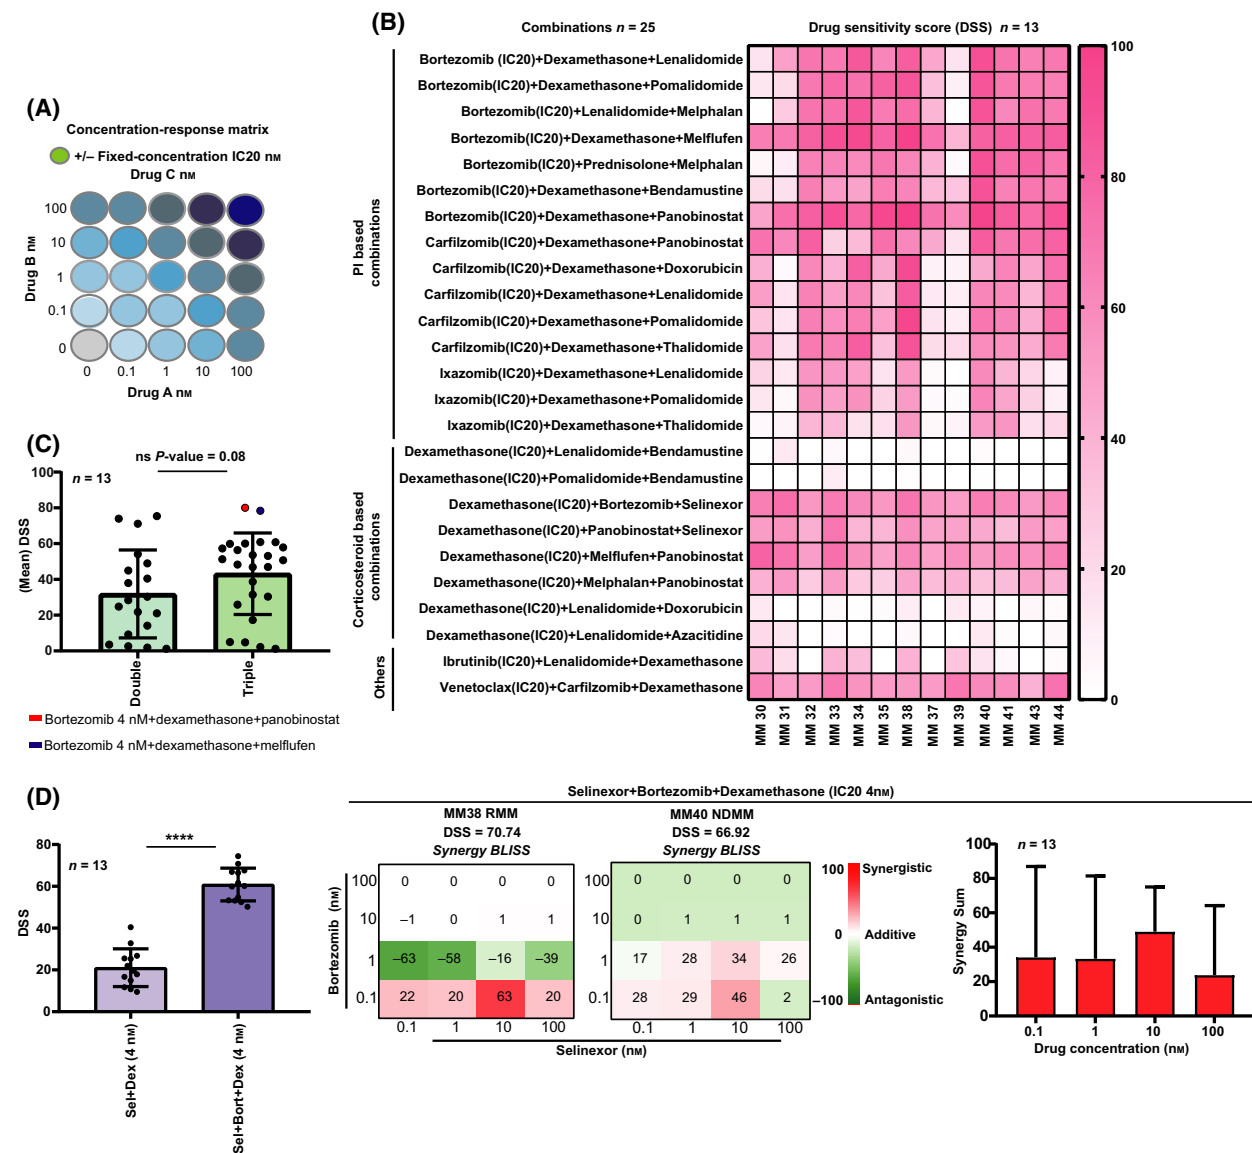 (A)
Concentration-response matrix
+/– Fixed-concentration IC20 nM
Drug C nM
Drug B nM
100
10
1
0.1
0
0 0.1 1 10 100
Drug A nM
(B)
Combinations n = 25
Drug sensitivity score (DSS) n = 13
PI based combinations
Bortezomib (IC20)+Dexamethasone+Lenalidomide
Bortezomib(IC20)+Dexamethasone+Pomalidomide
Bortezomib(IC20)+Lenalidomide+Melphalan
Bortezomib(IC20)+Dexamethasone+Melflufen
Bortezomib(IC20)+Prednisolone+Melphalan
Bortezomib(IC20)+Dexamethasone+Bendamustine
Bortezomib(IC20)+Dexamethasone+Panobinostat
Carfilzomib(IC20)+Dexamethasone+Panobinostat
Carfilzomib(IC20)+Dexamethasone+Doxorubicin
Carfilzomib(IC20)+Dexamethasone+Lenalidomide
Carfilzomib(IC20)+Dexamethasone+Pomalidomide
Carfilzomib(IC20)+Dexamethasone+Thalidomide
Ixazomib(IC20)+Dexamethasone+Lenalidomide
Ixazomib(IC20)+Dexamethasone+Pomalidomide
Ixazomib(IC20)+Dexamethasone+Thalidomide
Corticosteroid based combinations
Dexamethasone(IC20)+Lenalidomide+Bendamustine
Dexamethasone(IC20)+Pomalidomide+Bendamustine
Dexamethasone(IC20)+Bortezomib+Selinexor
Dexamethasone(IC20)+Panobinostat+Selinexor
Dexamethasone(IC20)+Melflufen+Panobinostat
Dexamethasone(IC20)+Melphalan+Panobinostat
Dexamethasone(IC20)+Lenalidomide+Doxorubicin
Dexamethasone(IC20)+Lenalidomide+Azacitidine
Others
Ibrutinib(IC20)+Lenalidomide+Dexamethasone
Venetoclax(IC20)+Carfilzomib+Dexamethasone
MM 30 MM 31 MM 32 MM 33 MM 34 MM 35 MM 38 MM 37 MM 39 MM 40 MM 41 MM 43 MM 44
100
80
60
40
20
0
(C)
ns P-value = 0.08
n = 13
(Mean) DSS
100
80
60
40
20
0
Double Triple
Bortezomib 4 nM+dexamethasone+panobinostat
Bortezomib 4 nM+dexamethasone+melflufen
(D)
****
n = 13
DSS
80
60
40
20
0
Sel+Dex (4 nM) Sel+Bort+Dex (4 nM)
Selinexor+Bortezomib+Dexamethasone (IC20 4nM)
MM38 RMM
DSS = 70.74
Synergy BLISS
Bortezomib (nM)
100 0 0 0 0
10 –1 0 1 1
1 –63 –58 –16 –39
0.1 22 20 63 20
0.1 1 10 100
MM40 NDMM
DSS = 66.92
Synergy BLISS
100 0 0 0 0
10 0 1 1 1
1 17 28 34 26
0.1 28 29 46 2
0.1 1 10 100
Selinexor (nM)
100 Synergistic
0 Additive
–100 Antagonistic
n = 13
Synergy Sum
100
80
60
40
20
0
0.1 1 10 100
Drug concentration (nM)